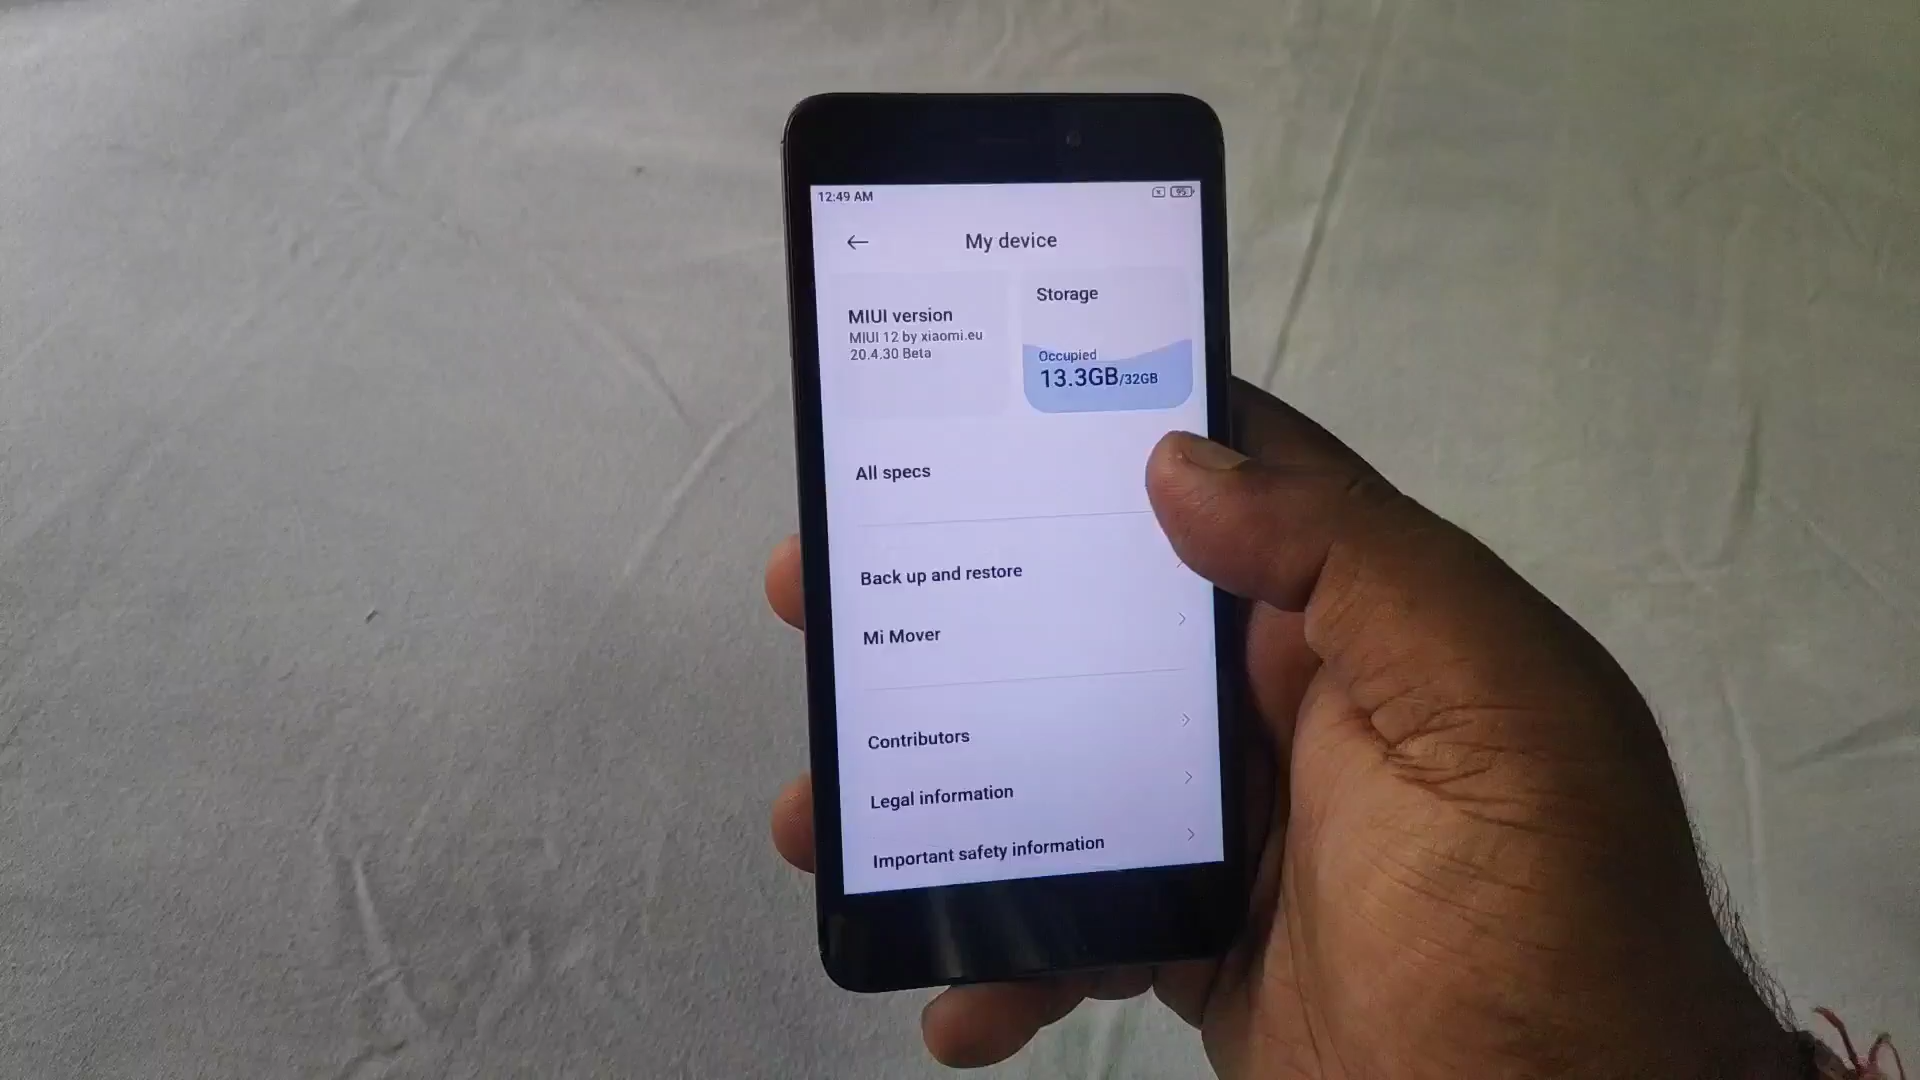 12:49 AM
95
My device
MIUI version
MIUI 12 by xiaomi.eu
20.4.30 Beta
Storage
Occupied
13.3GB/32GB
All specs
Back up and restore
Mi Mover
Contributors
Legal information
Important safety information